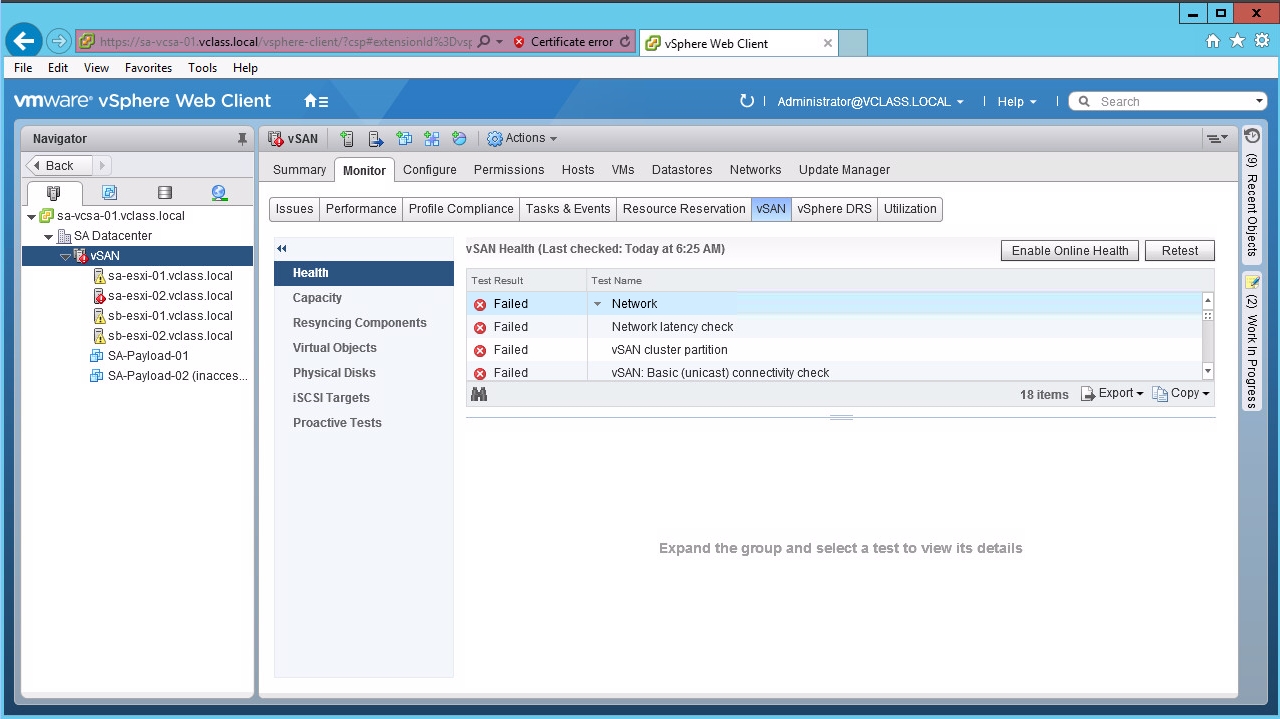 https://sa-vcsa-01.vclass.local/vsphere-client/?csp#extensionId%3Dvsp
Certificate error
vSphere Web Client
File Edit View Favorites Tools Help
vmware® vSphere Web Client
Administrator@VCLASS.LOCAL
Help
Search
Navigator
Back
sa-vcsa-01.vclass.local
SA Datacenter
vSAN
sa-esxi-01.vclass.local
sa-esxi-02.vclass.local
sb-esxi-01.vclass.local
sb-esxi-02.vclass.local
SA-Payload-01
SA-Payload-02 (inacces...
vSAN
Actions
Summary Monitor Configure Permissions Hosts VMs Datastores Networks Update Manager
Issues Performance Profile Compliance Tasks & Events Resource Reservation vSAN vSphere DRS Utilization
Health
Capacity
Resyncing Components
Virtual Objects
Physical Disks
iSCSI Targets
Proactive Tests
vSAN Health (Last checked: Today at 6:25 AM)
Enable Online Health
Retest
Test Result Test Name
Failed Network
Failed Network latency check
Failed vSAN cluster partition
Failed vSAN: Basic (unicast) connectivity check
18 items Export Copy
Expand the group and select a test to view its details
(9) Recent Objects
(2) Work In Progress